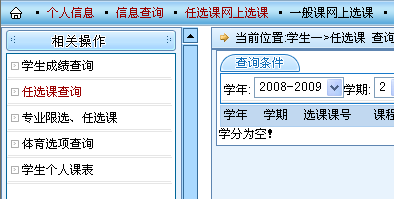 个人信息 信息查询 任选课网上选课 一般课网上选课
相关操作
学生成绩查询
任选课查询
专业限选、任选课
体育选项查询
学生个人课表
当前位置:学生—>任选课 查询
查询条件
学年: 2008-2009 学期: 2
学年 学期 选课课号 课程
学分为空!